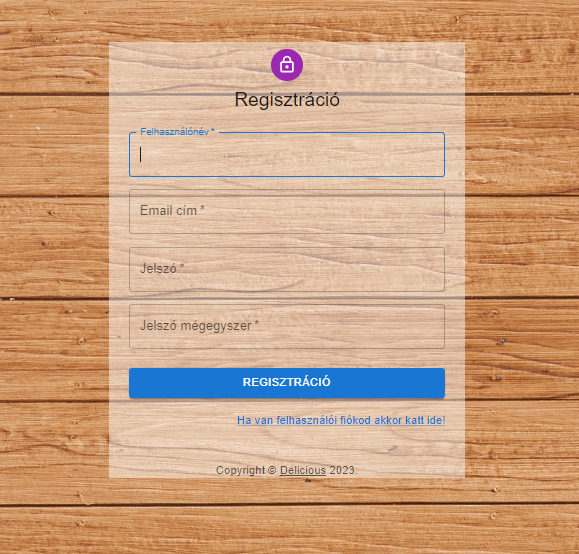 Regisztráció
Felhasználónév *
Email cím *
Jelszó *
Jelszó mégegyszer *
REGISZTRÁCIÓ
Ha van felhasználói fiókod akkor katt ide!
Copyright © Delicious 2023.